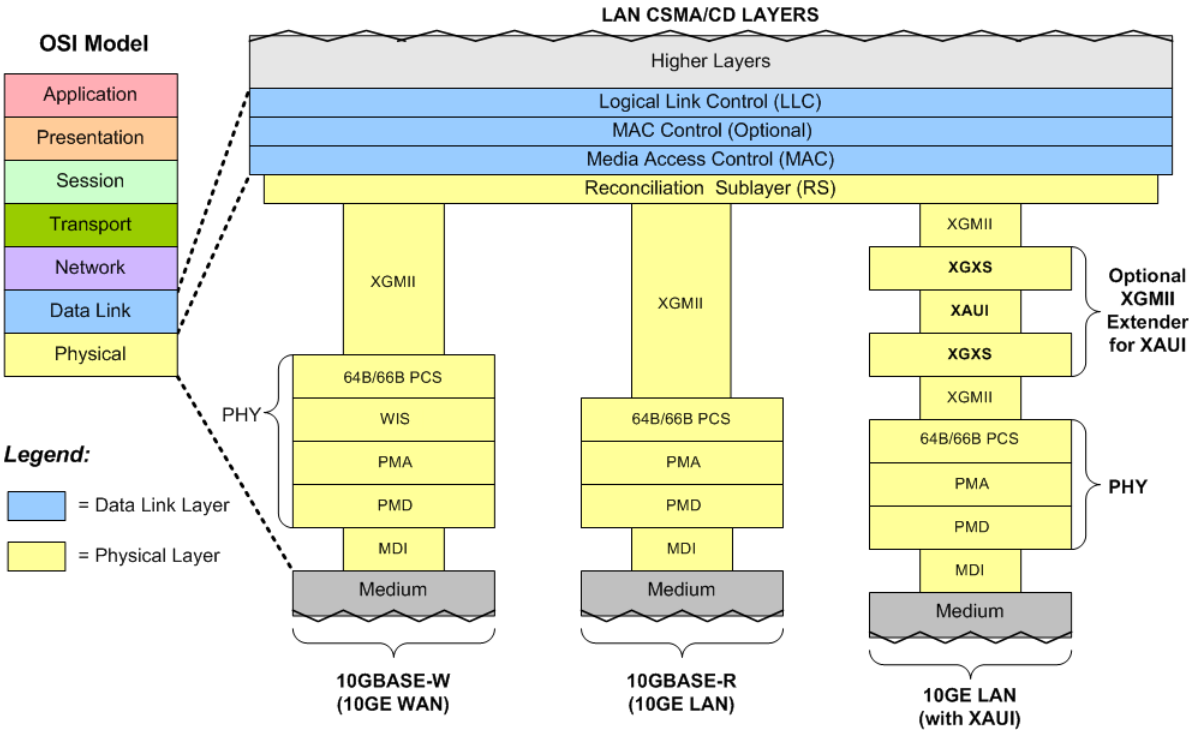 LAN CSMA/CD LAYERS
OSI Model
Application
Presentation
Session
Transport
Network
Data Link
Physical
Legend:
= Data Link Layer
= Physical Layer
Higher Layers
Logical Link Control (LLC)
MAC Control (Optional)
Media Access Control (MAC)
Reconciliation Sublayer (RS)
XGMII
PHY
64B/66B PCS
WIS
PMA
PMD
MDI
Medium
10GBASE-W
(10GE WAN)
XGMII
64B/66B PCS
PMA
PMD
MDI
Medium
10GBASE-R
(10GE LAN)
XGMII
XGXS
XAUI
XGXS
Optional
XGMII
Extender
for XAUI
XGMII
64B/66B PCS
PMA
PMD
PHY
MDI
Medium
10GE LAN
(with XAUI)